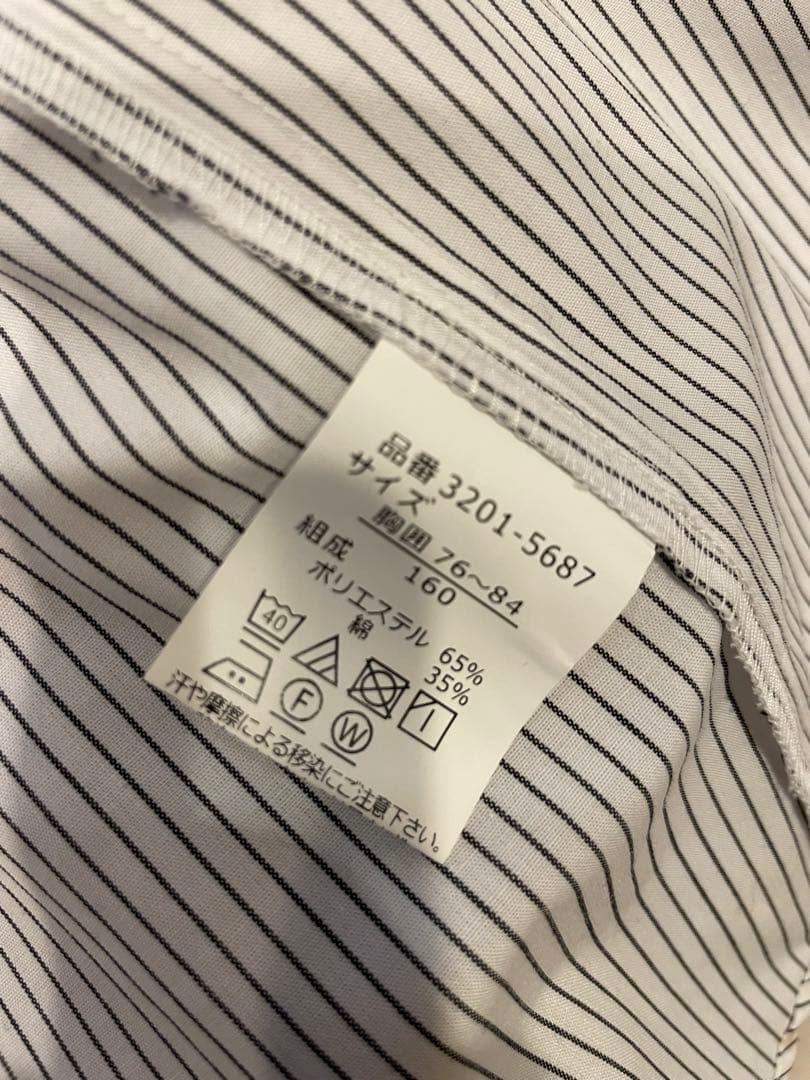 品番 3201-5687
サイズ
胸囲 76～84
160
組成
ポリエステル 65%
綿 35%
40
F
W
汗や摩擦による移染にご注意下さい。